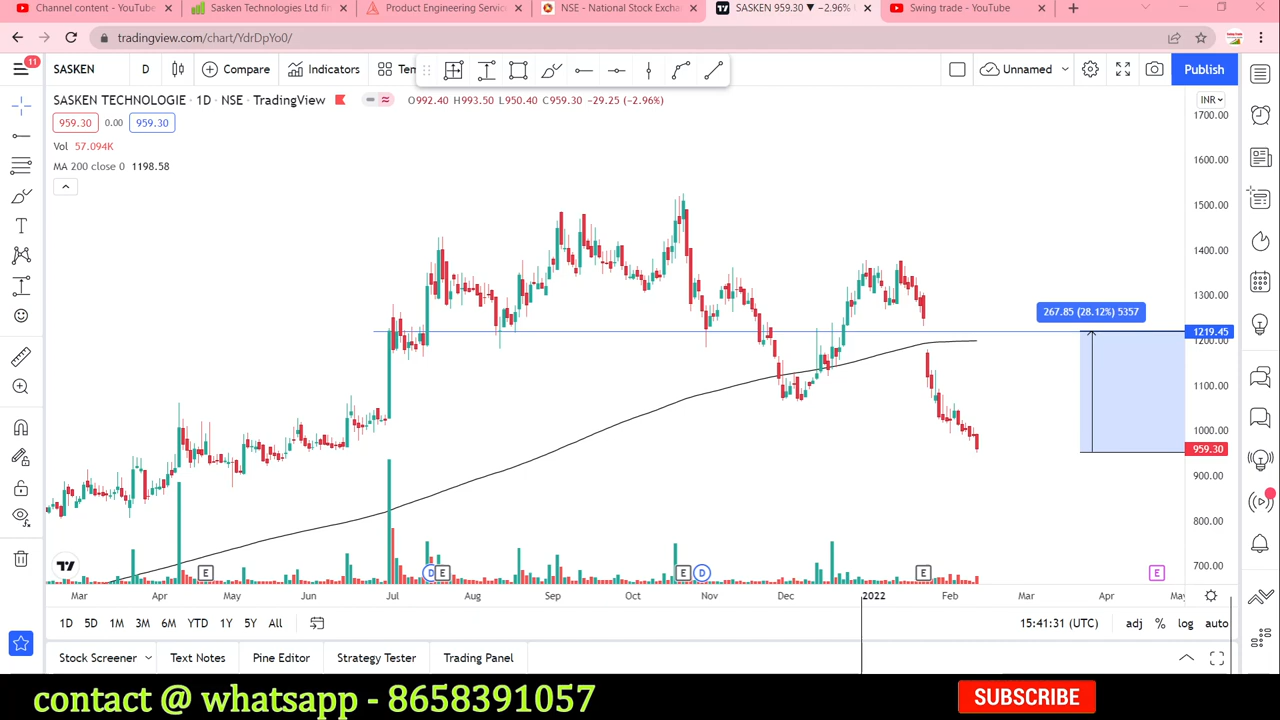 Channel content - YouTube
Sasken Technologies Ltd fin
Product Engineering Service
NSE - National Stock Exchan
SASKEN 959.30 ▼ −2.96%
Swing trade - YouTube
tradingview.com/chart/YdrDpYo0/
11
SASKEN
D
Compare
Indicators
Tem
Unnamed
Publish
SASKEN TECHNOLOGIE · 1D · NSE · TradingView
O992.40 H993.50 L950.40 C959.30 −29.25 (−2.96%)
INR
959.30
0.00
959.30
Vol 57.094K
MA 200 close 0 1198.58
1700.00
1600.00
1500.00
1400.00
1300.00
267.85 (28.12%) 5357
1219.45
1200.00
1100.00
1000.00
959.30
900.00
800.00
700.00
D E E D E E E
Mar Apr May Jun Jul Aug Sep Oct Nov Dec 2022 Feb Mar Apr May
1D 5D 1M 3M 6M YTD 1Y 5Y All
15:41:31 (UTC)
adj % log auto
Stock Screener
Text Notes
Pine Editor
Strategy Tester
Trading Panel
contact @ whatsapp - 8658391057
SUBSCRIBE